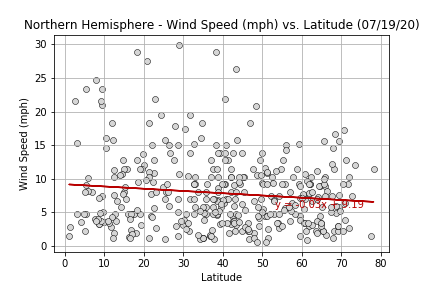 Northern Hemisphere - Wind Speed (mph) vs. Latitude (07/19/20)
Wind Speed (mph)
30
25
20
15
10
5
0
y = -0.03x + 9.19
0 10 20 30 40 50 60 70 80
Latitude